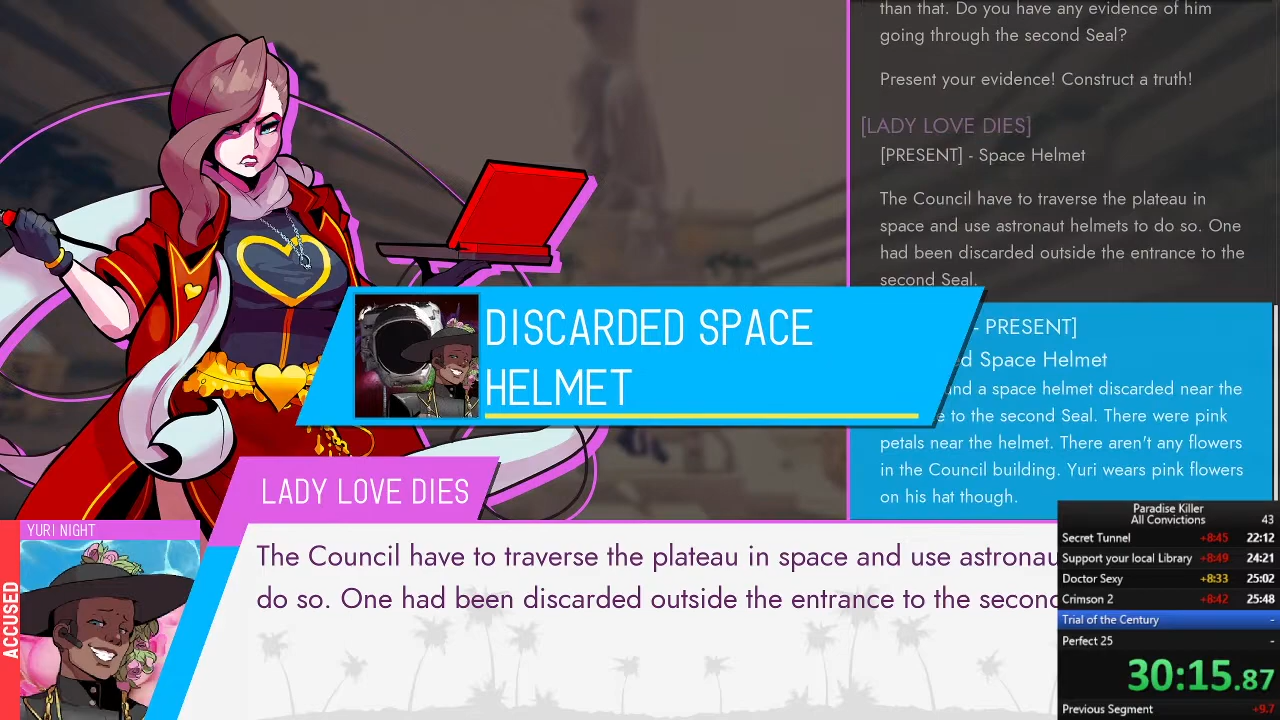 than that. Do you have any evidence of him
going through the second Seal?
Present your evidence! Construct a truth!
[LADY LOVE DIES]
[PRESENT] - Space Helmet
The Council have to traverse the plateau in
space and use astronaut helmets to do so. One
had been discarded outside the entrance to the
second Seal.
- PRESENT]
Space Helmet
a space helmet discarded near the
to the second Seal. There were pink
petals near the helmet. There aren't any flowers
in the Council building. Yuri wears pink flowers
on his hat though.
DISCARDED SPACE
HELMET
LADY LOVE DIES
The Council have to traverse the plateau in space and use
do so. One had been discarded outside the entrance to the
YURI NIGHT
ACCUSED
Paradise Killer
All Convictions 43
Secret Tunnel +8:45 22:12
Support your local Library +8:49 24:21
Doctor Sexy +8:33 25:02
Crimson 2 +8:42 25:48
Trial of the Century -
Perfect 25 -
30:15.87
Previous Segment +9.7